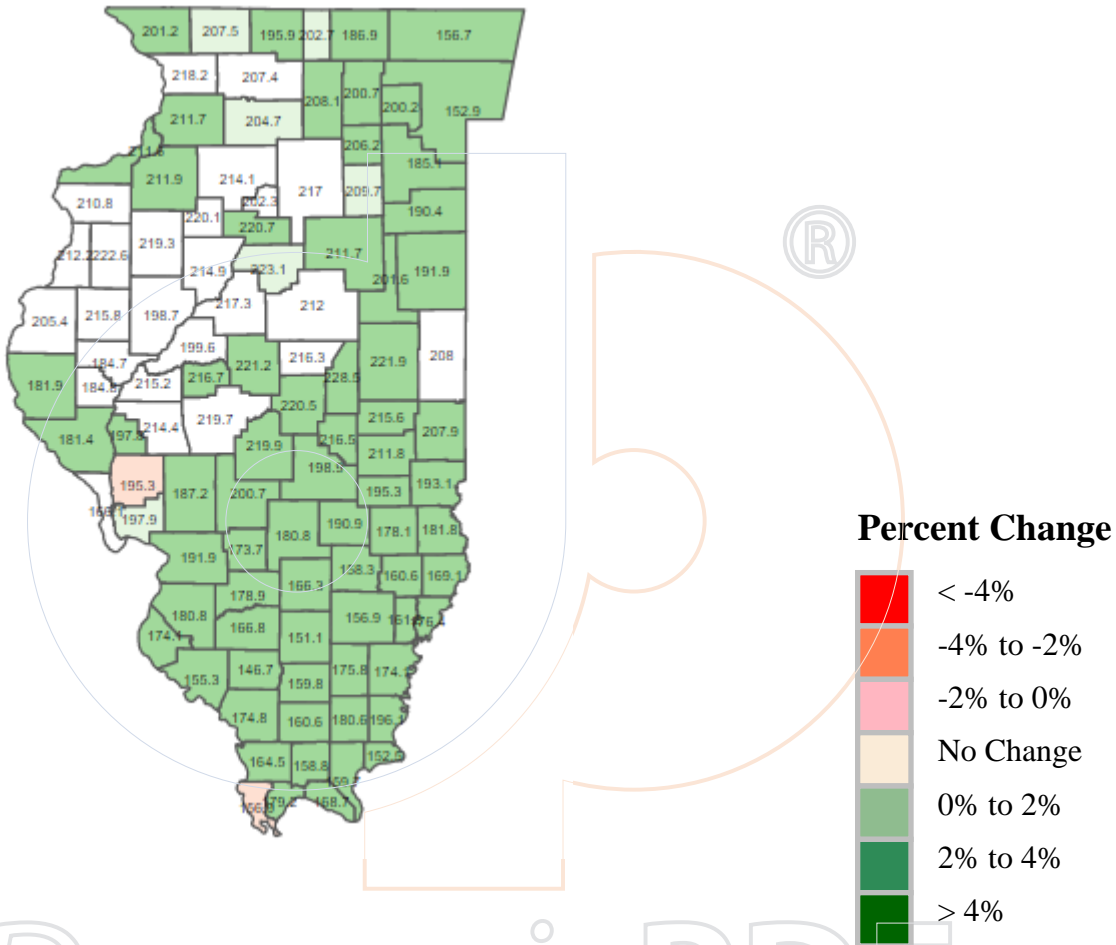 201.2 207.5 195.9 202.7 186.9 156.7
218.2 207.4
208.1 200.7 200.2 152.9
211.7 204.7
206.2 185.1
211.9 214.1 217 209.7
210.8 202.3 190.4
220.1 220.7
212.2 222.6 219.3 211.7
214.9 223.1 201.6 191.9
205.4 215.8 198.7 217.3 212
199.6 216.3 221.9 208
181.9 184.7 221.2
184.8 215.2 216.7 228.5
220.5
181.4 197.8 214.4 219.7 215.6 207.9
219.9 216.5 211.8
198.9
195.3 187.2 200.7 195.3 193.1
197.9 180.8 190.9 178.1 181.8
191.9 173.7
166.3 158.3 160.6 169.1
178.9
180.8 166.8 156.9
174.1 151.1
155.3 146.7 159.8 175.8
174.8 160.6 180.6 196.1
164.5 158.8
®
Percent Change
< -4%
-4% to -2%
-2% to 0%
No Change
0% to 2%
2% to 4%
> 4%